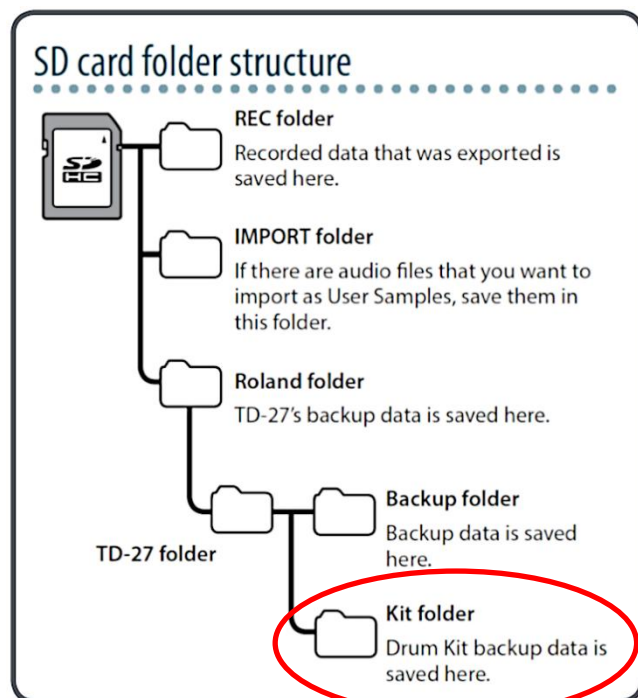 SD card folder structure
REC folder
Recorded data that was exported is
saved here.
IMPORT folder
If there are audio files that you want to
import as User Samples, save them in
this folder.
Roland folder
TD-27's backup data is saved here.
TD-27 folder
Backup folder
Backup data is saved
here.
Kit folder
Drum Kit backup data is
saved here.
SD
HC